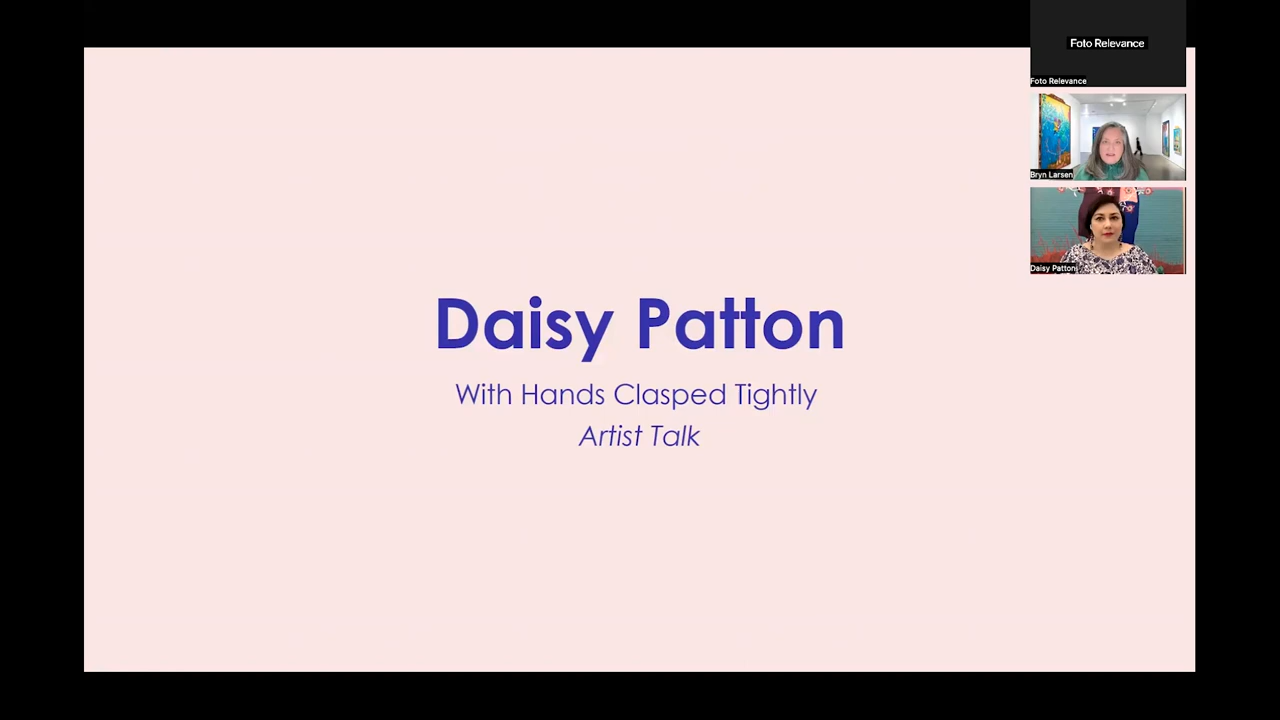 Foto Relevance
Foto Relevance
Bryn Larsen
Daisy Patton
Daisy Patton
With Hands Clasped Tightly
Artist Talk